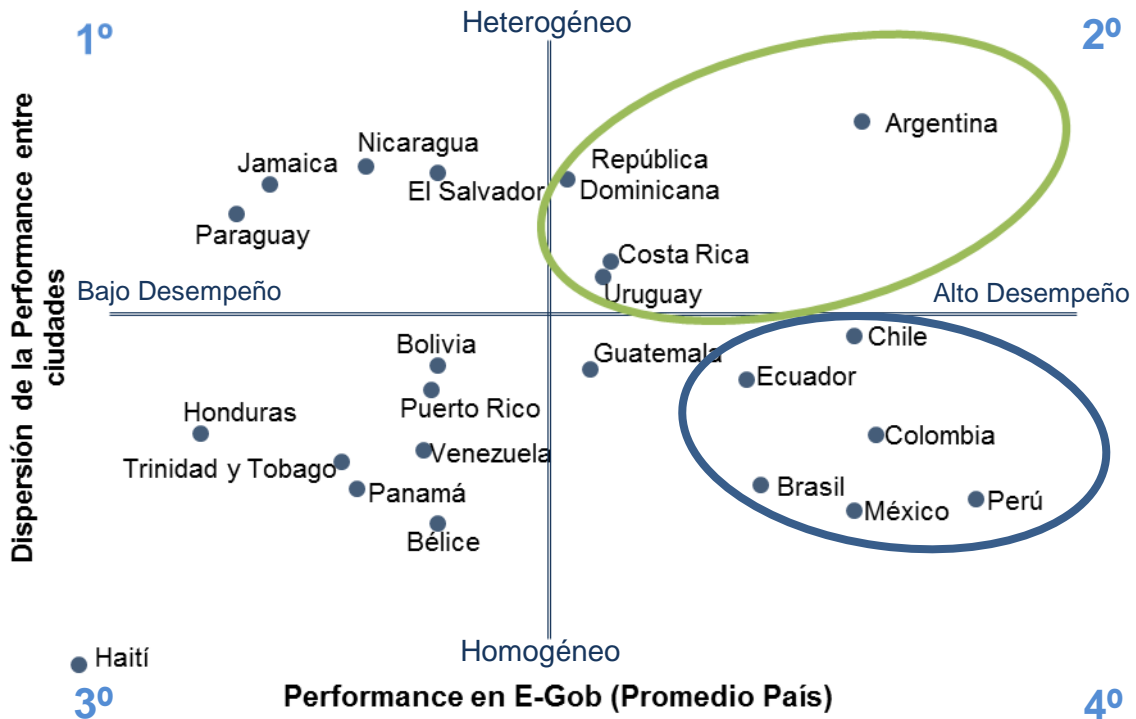 1º
Heterogéneo
2º
Dispersión de la Performance entre
ciudades
Argentina
Nicaragua
Jamaica
El Salvador
República
Dominicana
Paraguay
Costa Rica
Uruguay
Bajo Desempeño
Alto Desempeño
Chile
Bolivia
Guatemala
Ecuador
Puerto Rico
Honduras
Colombia
Trinidad y Tobago
Venezuela
Panamá
Brasil
México
Perú
Bélice
Haití
Homogéneo
3º
Performance en E-Gob (Promedio País)
4º